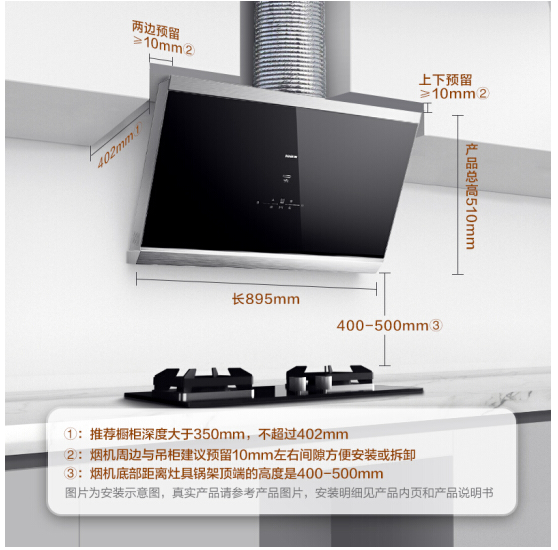 两边预留
≥10mm②
上下预留
≥10mm②
402mm①
产品总高510mm
长895mm
400-500mm③
①：推荐橱柜深度大于350mm，不超过402mm
②：烟机周边与吊柜建议预留10mm左右间隙方便安装或拆卸
③：烟机底部距离灶具锅架顶端的高度是400-500mm
图片为安装示意图，真实产品请参考产品图片，安装明细见产品内页和产品说明书